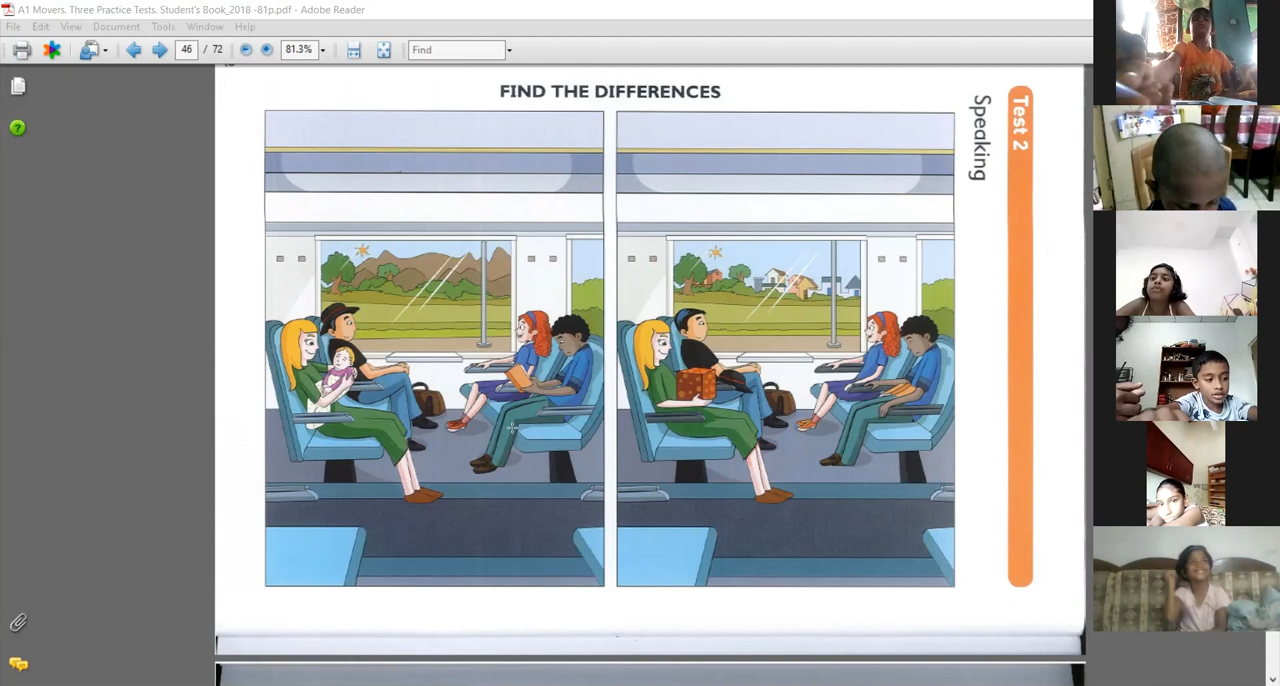 A1 Movers. Three Practice Tests. Student's Book_2018 -81p.pdf - Adobe Reader
File Edit View Document Tools Window Help
46 / 72 81.3% Find
FIND THE DIFFERENCES
Test 2
Speaking